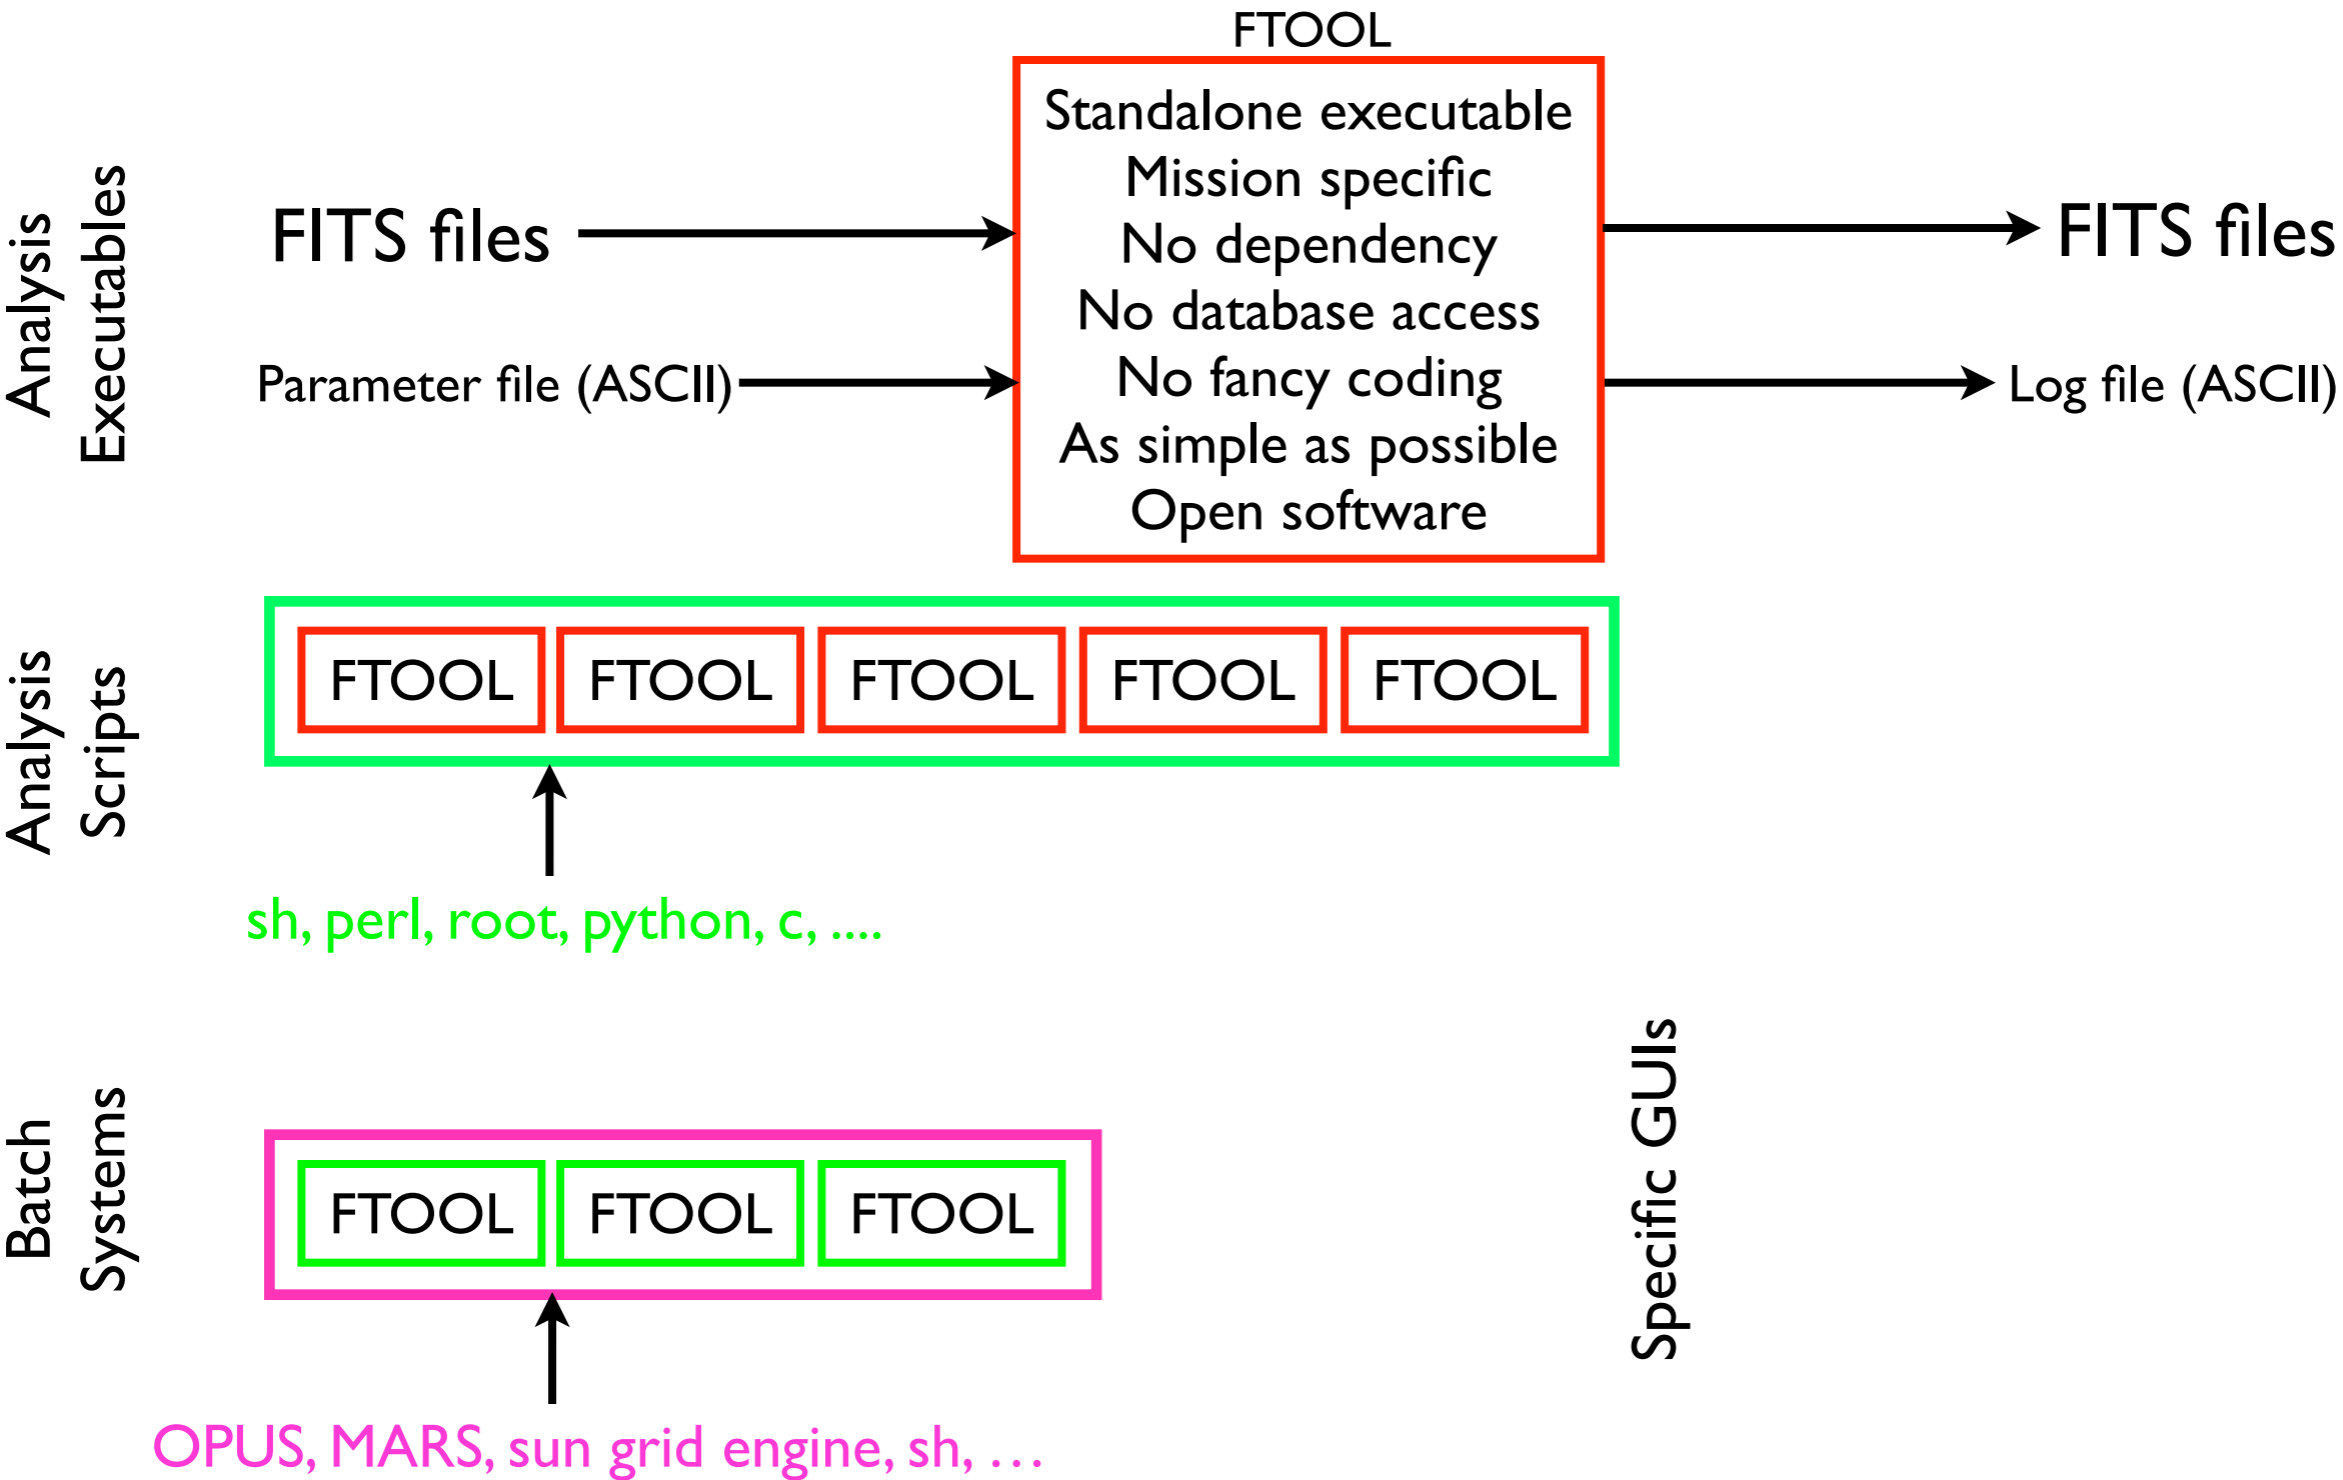 FTOOL
Standalone executable
Mission specific
No dependency
No database access
No fancy coding
As simple as possible
Open software
Analysis
Executables
FITS files
Parameter file (ASCII)
FITS files
Log file (ASCII)
Analysis
Scripts
FTOOL FTOOL FTOOL FTOOL FTOOL
sh, perl, root, python, c, ....
Batch
Systems
FTOOL FTOOL FTOOL
OPUS, MARS, sun grid engine, sh, …
Specific GUIs